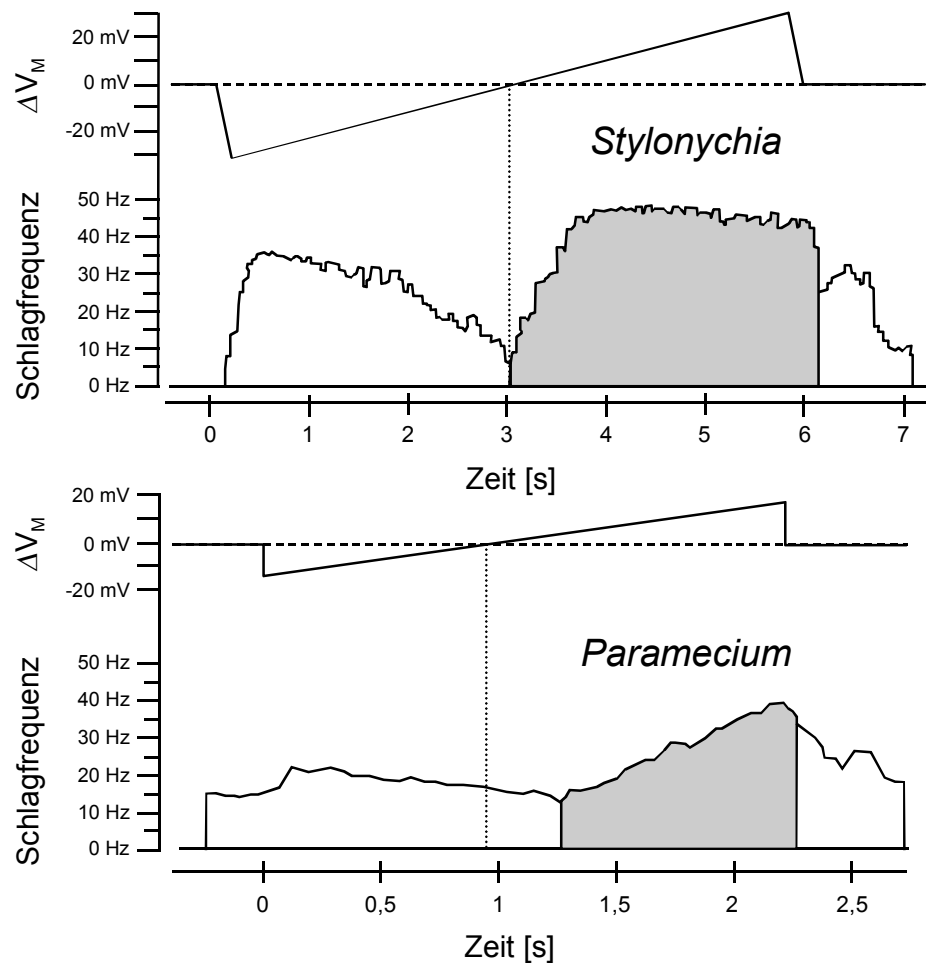 20 mV
0 mV
-20 mV
ΔV_M
Stylonychia
50 Hz
40 Hz
30 Hz
20 Hz
10 Hz
0 Hz
Schlagfrequenz
0 1 2 3 4 5 6 7
Zeit [s]
20 mV
0 mV
-20 mV
ΔV_M
Paramecium
50 Hz
40 Hz
30 Hz
20 Hz
10 Hz
0 Hz
Schlagfrequenz
0 0,5 1 1,5 2 2,5
Zeit [s]